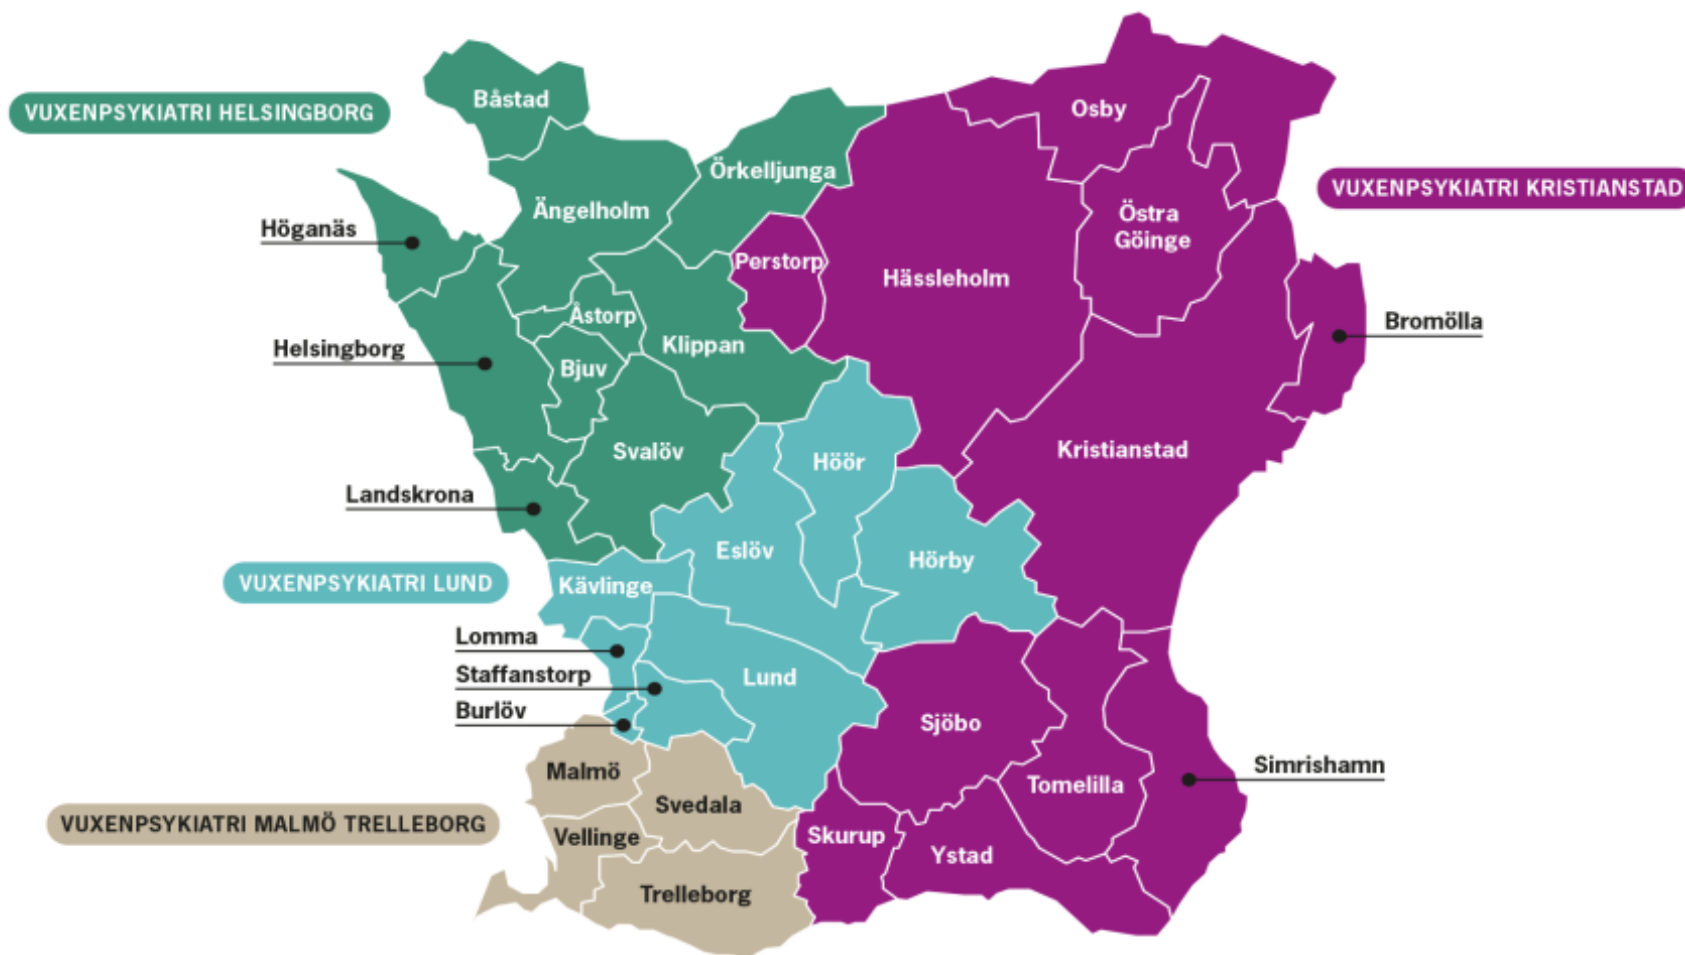 VUXENPSYKIATRI HELSINGBORG
Båstad
Osby
Örkelljunga
VUXENPSYKIATRI KRISTIANSTAD
Ängelholm
Östra
Göinge
Höganäs
Perstorp
Hässleholm
Åstorp
Bromölla
Helsingborg
Klippan
Bjuv
Svalöv
Höör
Kristianstad
Landskrona
Eslöv
Hörby
VUXENPSYKIATRI LUND
Kävlinge
Lomma
Staffanstorp
Lund
Burlöv
Sjöbo
Malmö
Simrishamn
Tomelilla
Svedala
VUXENPSYKIATRI MALMÖ TRELLEBORG
Vellinge
Skurup
Ystad
Trelleborg